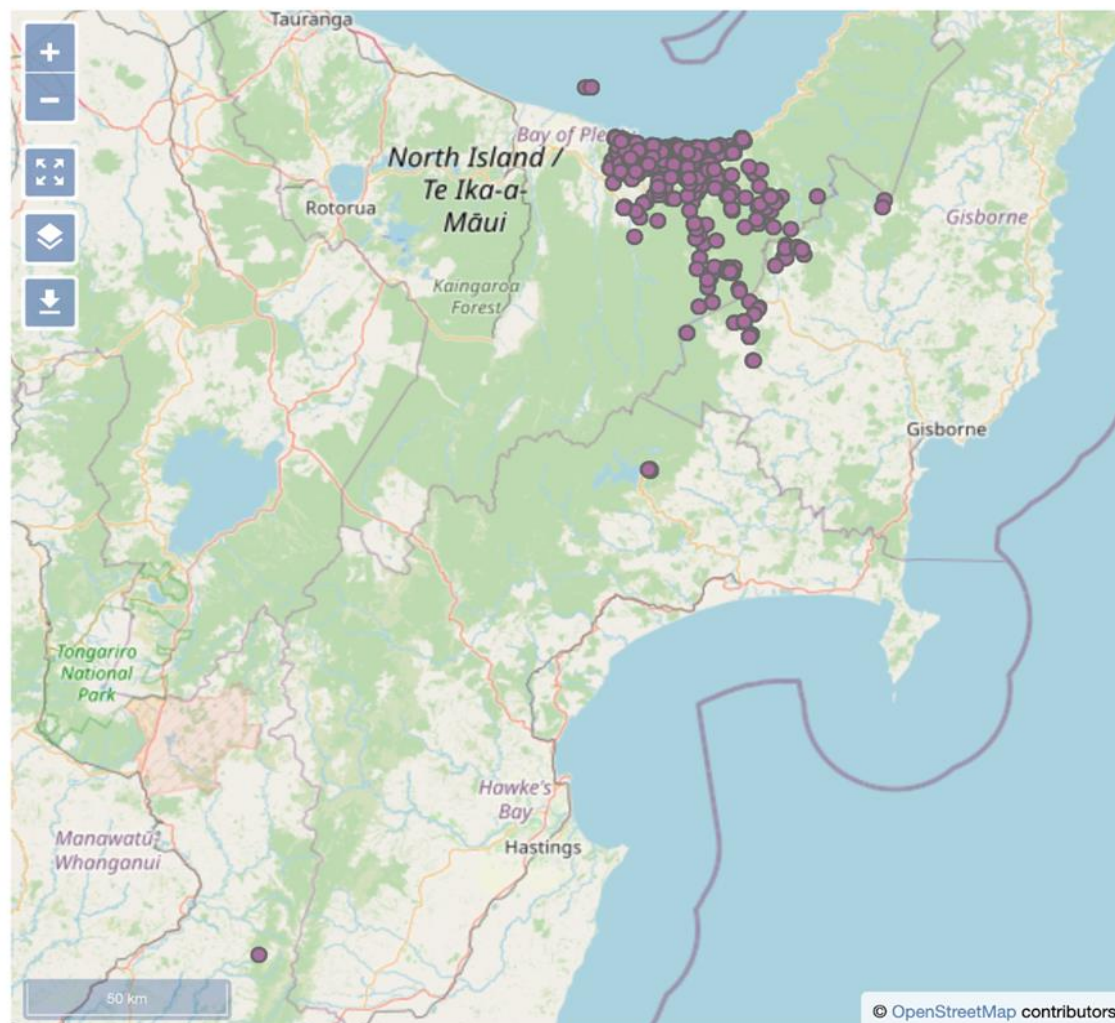 Tauranga
+
−
Bay of Ple
North Island /
Te Ika-a-
Māui
Rotorua
Gisborne
Kaingaroa
Forest
Gisborne
Tongariro
National
Park
Hawke's
Bay
Manawatū-
Whanganui
Hastings
50 km
© OpenStreetMap contributors